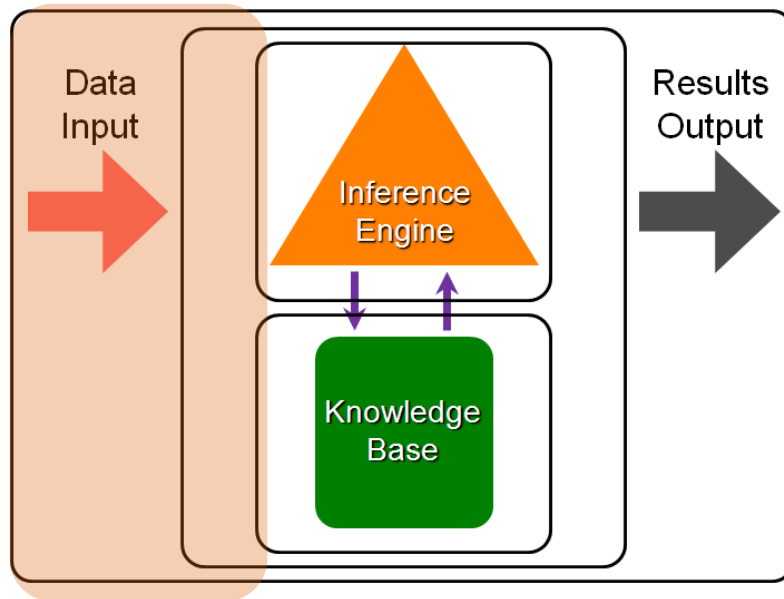 Data
Input
Inference
Engine
Knowledge
Base
Results
Output